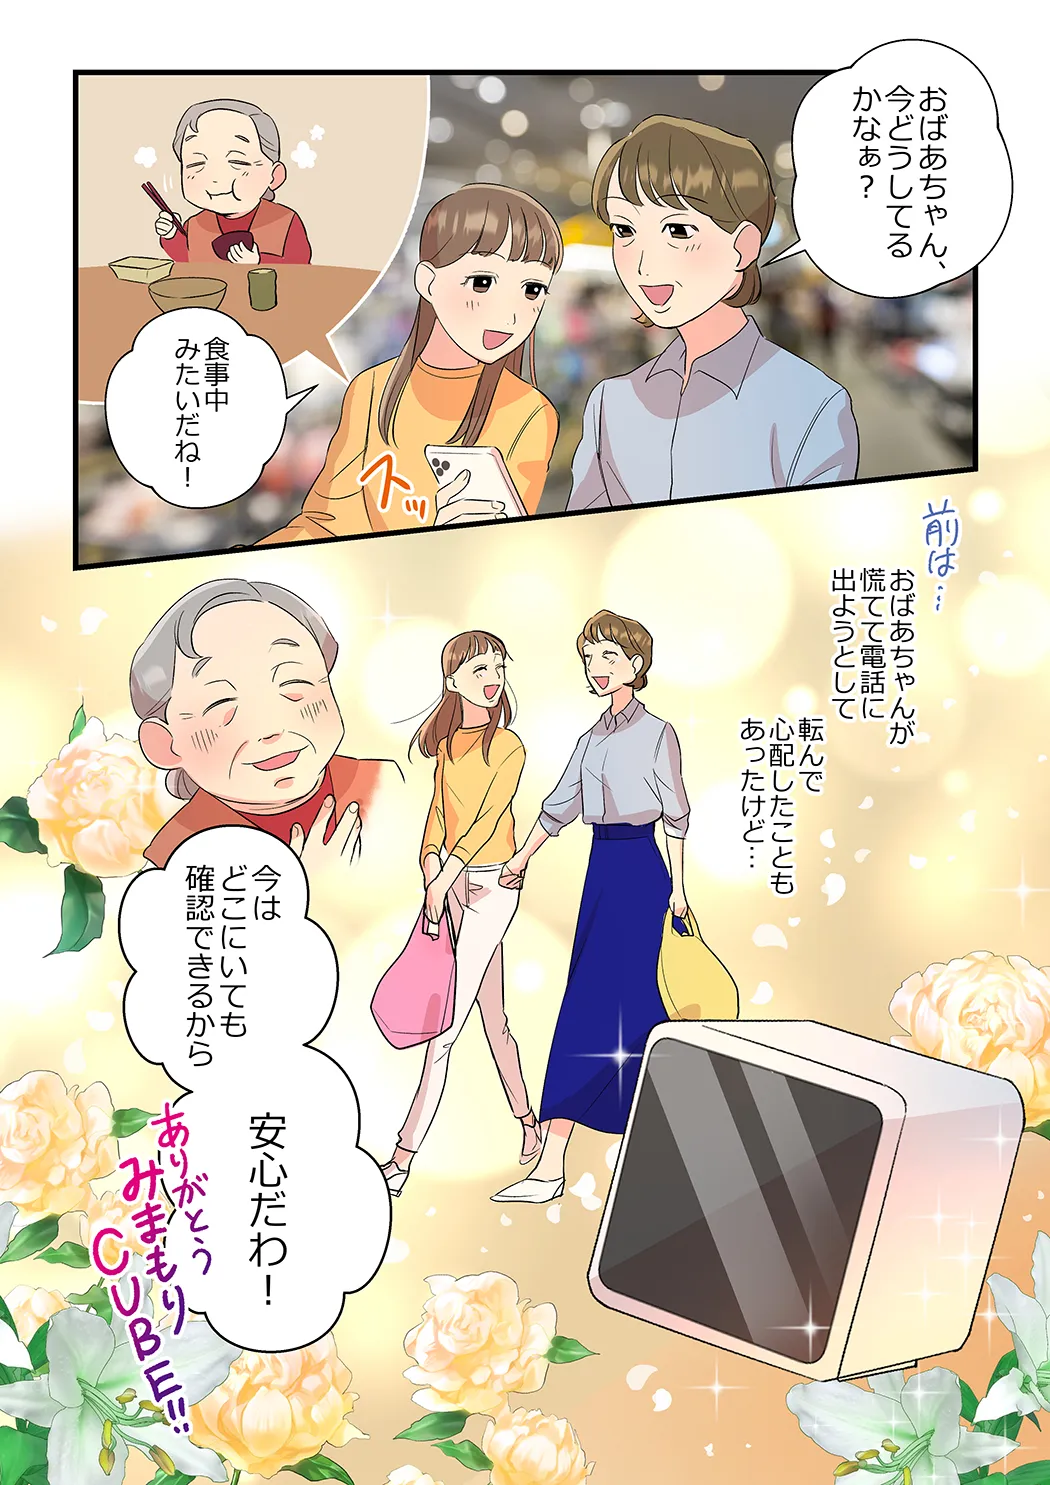 おばあちゃん、
今どうしてる
かなぁ？
食事中
みたいだね！
スッ
前は…
おばあちゃんが
慌てて電話に
出ようとして
転んで
心配したことも
あったけど…
今は
どこにいても
確認できるから
安心だわ！
ありがとう
みまもり
CUBE!!